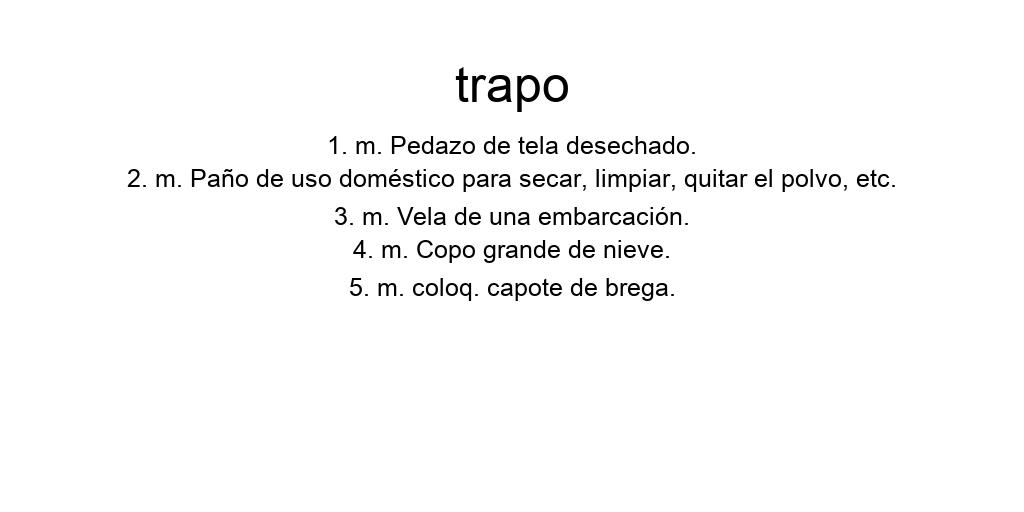 trapo
1. m. Pedazo de tela desechado.
2. m. Paño de uso doméstico para secar, limpiar, quitar el polvo, etc.
3. m. Vela de una embarcación.
4. m. Copo grande de nieve.
5. m. coloq. capote de brega.